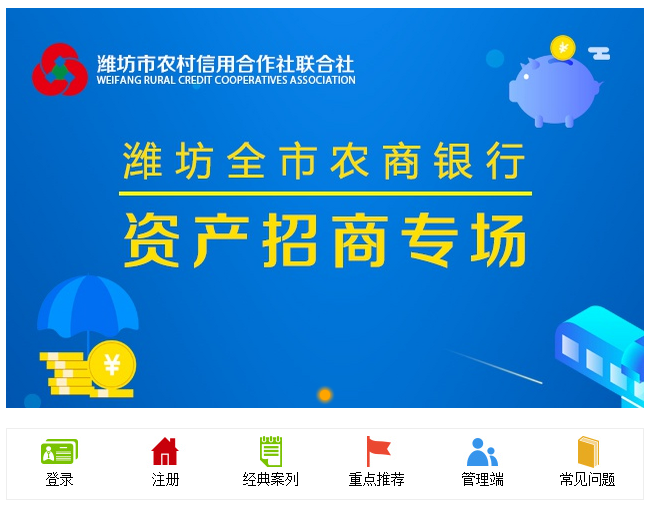 潍坊市农村信用合作社联合社
WEIFANG RURAL CREDIT COOPERATIVES ASSOCIATION
潍坊全市农商银行
资产招商专场
¥
¥
登录 注册 经典案列 重点推荐 管理端 常见问题